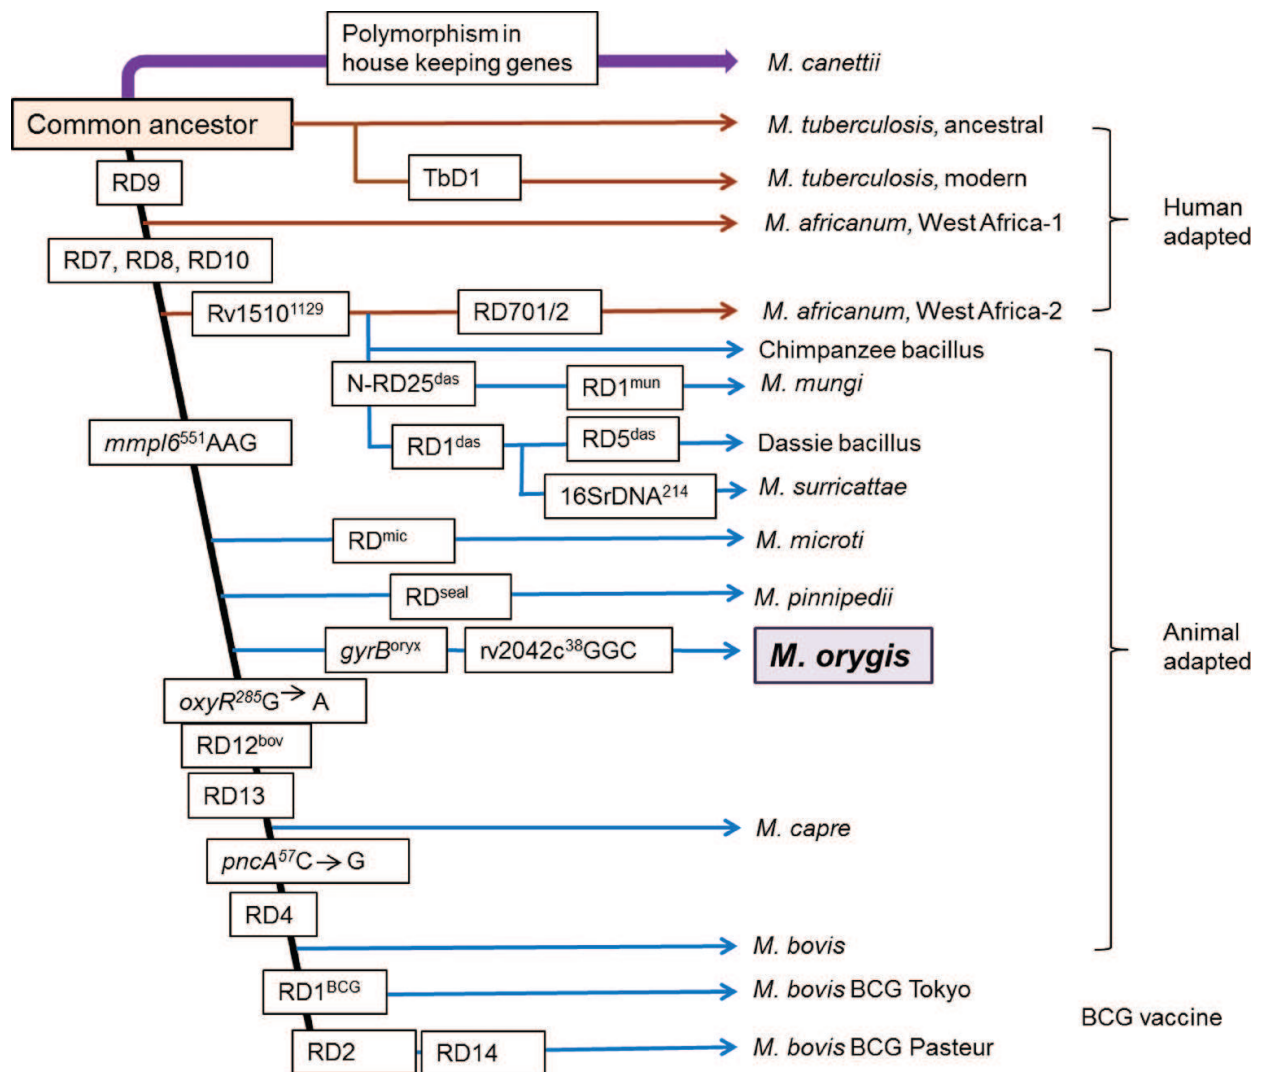 Polymorphism in
house keeping genes
M. canettii
Common ancestor
M. tuberculosis, ancestral
RD9
TbD1
M. tuberculosis, modern
Human
adapted
M. africanum, West Africa-1
RD7, RD8, RD10
Rv1510¹¹²⁹
RD701/2
M. africanum, West Africa-2
Chimpanzee bacillus
N-RD25ᵈᵃˢ
RD1ᵐᵘⁿ
M. mungi
mmpl6⁵⁵¹AAG
RD1ᵈᵃˢ
RD5ᵈᵃˢ
Dassie bacillus
16SrDNA²¹⁴
M. surricattae
RDᵐⁱᶜ
M. microti
RDˢᵉᵃˡ
M. pinnipedii
Animal
adapted
gyrBᵒʳʸˣ
rv2042c³⁸GGC
M. orygis
oxyR²⁸⁵G → A
RD12ᵇᵒᵛ
RD13
M. capre
pncA⁵⁷C → G
RD4
M. bovis
RD1ᴮᶜᴳ
M. bovis BCG Tokyo
BCG vaccine
RD2
RD14
M. bovis BCG Pasteur